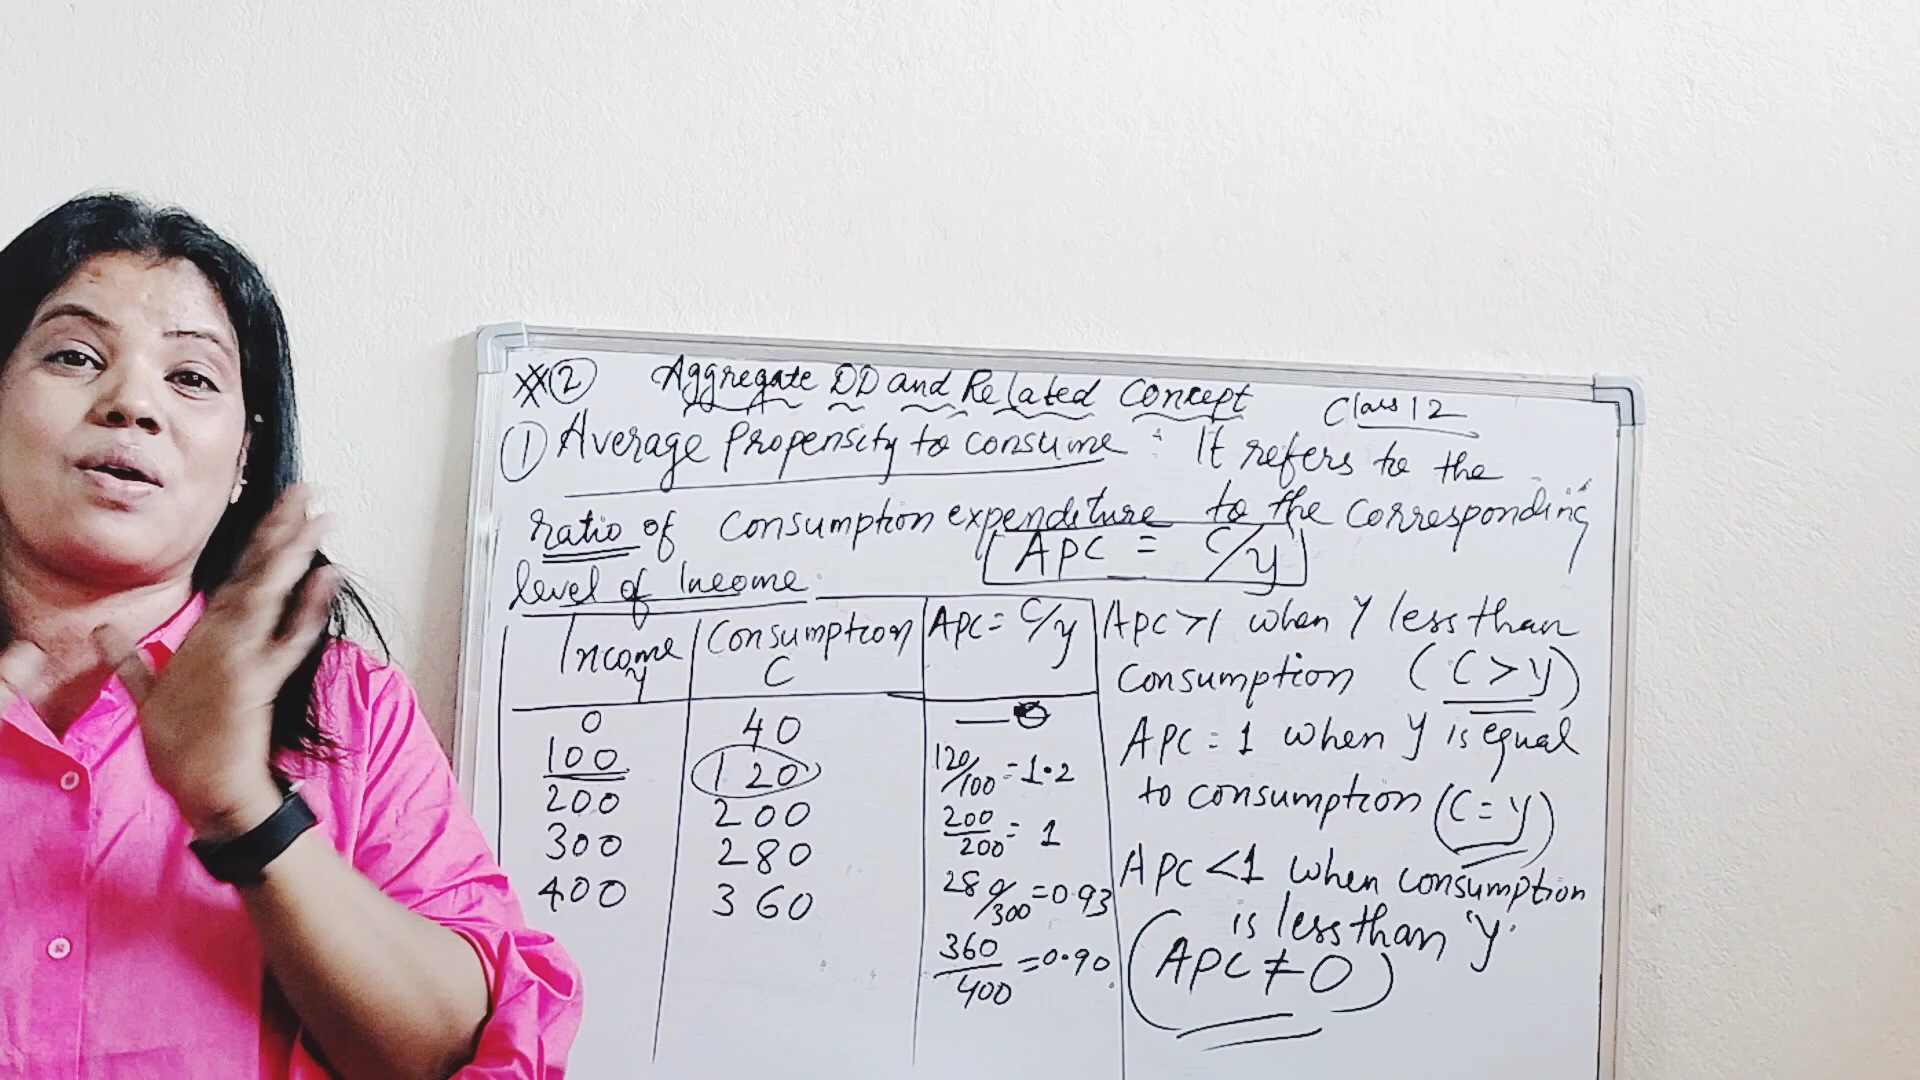 ② Aggregate DD and Related Concept Class 12
① Average propensity to consume : It refers to the
ratio of consumption expenditure to the corresponding
level of Income. APC = C/Y
Income Y Consumption C APC = C/Y
0 40 —
100 120 120/100 = 1.2
200 200 200/200 = 1
300 280 280/300 = 0.93
400 360 360/400 = 0.90
APC >1 when Y less than
consumption (C > Y)
APC = 1 when Y is equal
to consumption (C = Y)
APC < 1 when consumption
is less than 'Y'.
APC ≠ 0